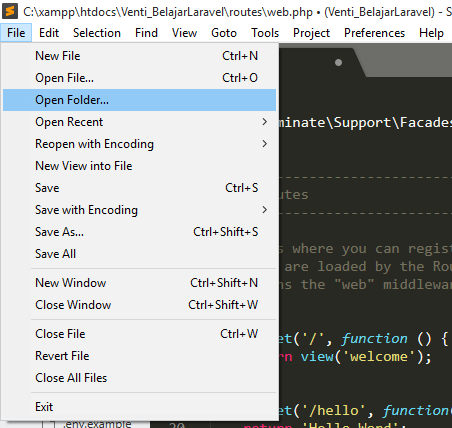 C:\xampp\htdocs\Venti_BelajarLaravel\routes\web.php • (Venti_BelajarLaravel) - S
File Edit Selection Find View Goto Tools Project Preferences Help
New File Ctrl+N
Open File... Ctrl+O
Open Folder...
Open Recent
Reopen with Encoding
New View into File
Save Ctrl+S
Save with Encoding
Save As... Ctrl+Shift+S
Save All
New Window Ctrl+Shift+N
Close Window Ctrl+Shift+W
Close File Ctrl+W
Revert File
Close All Files
Exit
minate\Support\Facades
----------------------
utes
----------------------
s where you can regist
are loaded by the Rou
ns the "web" middlewar
et('/', function () {
rn view('welcome');
et('/hello', function(
.env.example
20 return 'Hello Word';